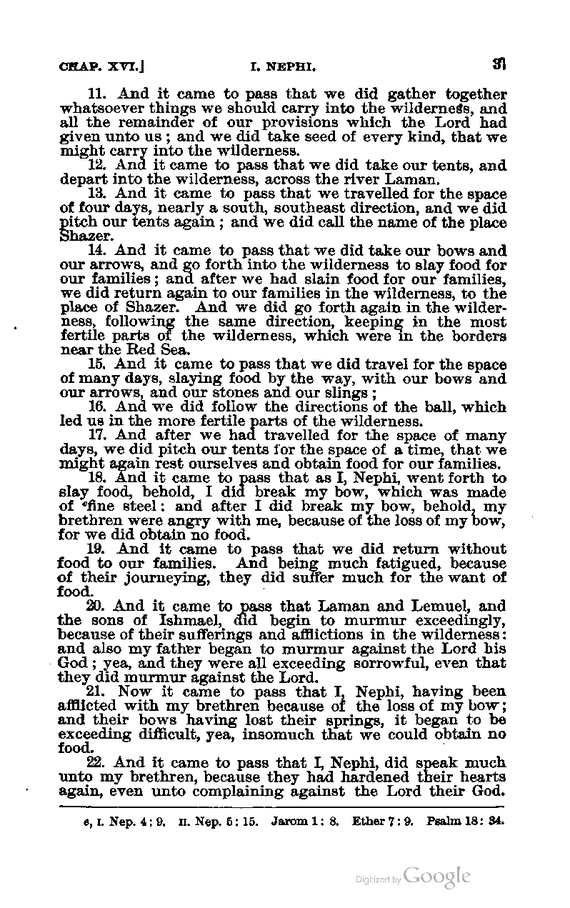 CHAP. XVI.] I. NEPHI. 31
11. And it came to pass that we did gather together
whatsoever things we should carry into the wilderness, and
all the remainder of our provisions which the Lord had
given unto us; and we did take seed of every kind, that we
might carry into the wilderness.
12. And it came to pass that we did take our tents, and
depart into the wilderness, across the river Laman.
13. And it came to pass that we travelled for the space
of four days, nearly a south, southeast direction, and we did
pitch our tents again; and we did call the name of the place
Shazer.
14. And it came to pass that we did take our bows and
our arrows, and go forth into the wilderness to slay food for
our families; and after we had slain food for our families,
we did return again to our families in the wilderness, to the
place of Shazer. And we did go forth again in the wilder-
ness, following the same direction, keeping in the most
fertile parts of the wilderness, which were in the borders
near the Red Sea.
15. And it came to pass that we did travel for the space
of many days, slaying food by the way, with our bows and
our arrows, and our stones and our slings;
16. And we did follow the directions of the ball, which
led us in the more fertile parts of the wilderness.
17. And after we had travelled for the space of many
days, we did pitch our tents for the space of a time, that we
might again rest ourselves and obtain food for our families.
18. And it came to pass that as I, Nephi, went forth to
slay food, behold, I did break my bow, which was made
of ᵉfine steel: and after I did break my bow, behold, my
brethren were angry with me, because of the loss of my bow,
for we did obtain no food.
19. And it came to pass that we did return without
food to our families. And being much fatigued, because
of their journeying, they did suffer much for the want of
food.
20. And it came to pass that Laman and Lemuel, and
the sons of Ishmael, did begin to murmur exceedingly,
because of their sufferings and afflictions in the wilderness:
and also my father began to murmur against the Lord his
God; yea, and they were all exceeding sorrowful, even that
they did murmur against the Lord.
21. Now it came to pass that I, Nephi, having been
afflicted with my brethren because of the loss of my bow;
and their bows having lost their springs, it began to be
exceeding difficult, yea, insomuch that we could obtain no
food.
22. And it came to pass that I, Nephi, did speak much
unto my brethren, because they had hardened their hearts
again, even unto complaining against the Lord their God.
e, I. Nep. 4: 9. II. Nep. 5: 15. Jarom 1: 8. Ether 7: 9. Psalm 18: 34.
Digitized by Google